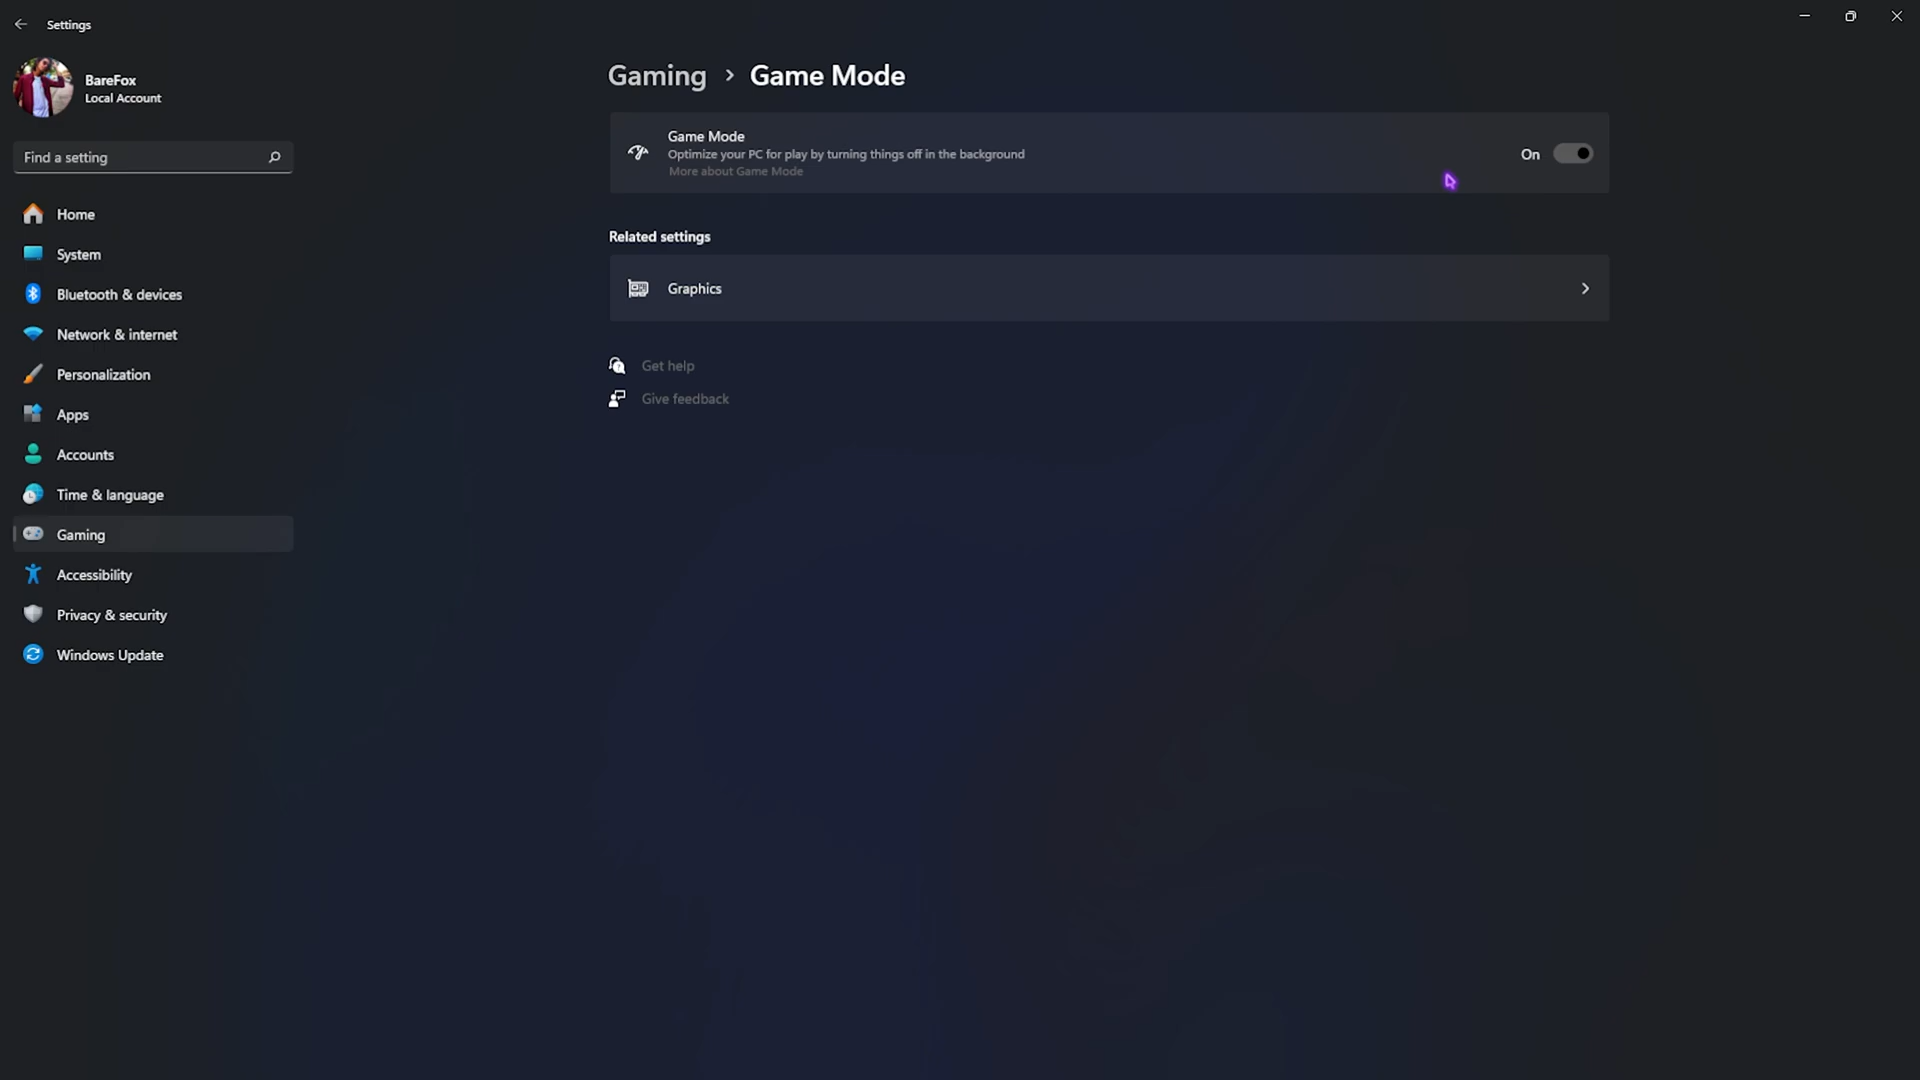 Settings
BareFox
Local Account
Find a setting
Home
System
Bluetooth & devices
Network & internet
Personalization
Apps
Accounts
Time & language
Gaming
Accessibility
Privacy & security
Windows Update
Gaming > Game Mode
Game Mode
Optimize your PC for play by turning things off in the background
More about Game Mode
On
Related settings
Graphics
Get help
Give feedback